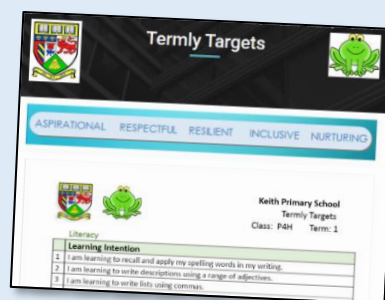 Termly Targets
ASPIRATIONAL RESPECTFUL RESILIENT INCLUSIVE NURTURING
Keith Primary School
Termly Targets
Class: P4H Term: 1
Literacy
Learning Intention
1 I am learning to recall and apply my spelling words in my writing.
2 I am learning to write descriptions using a range of adjectives.
3 I am learning to write lists using commas.